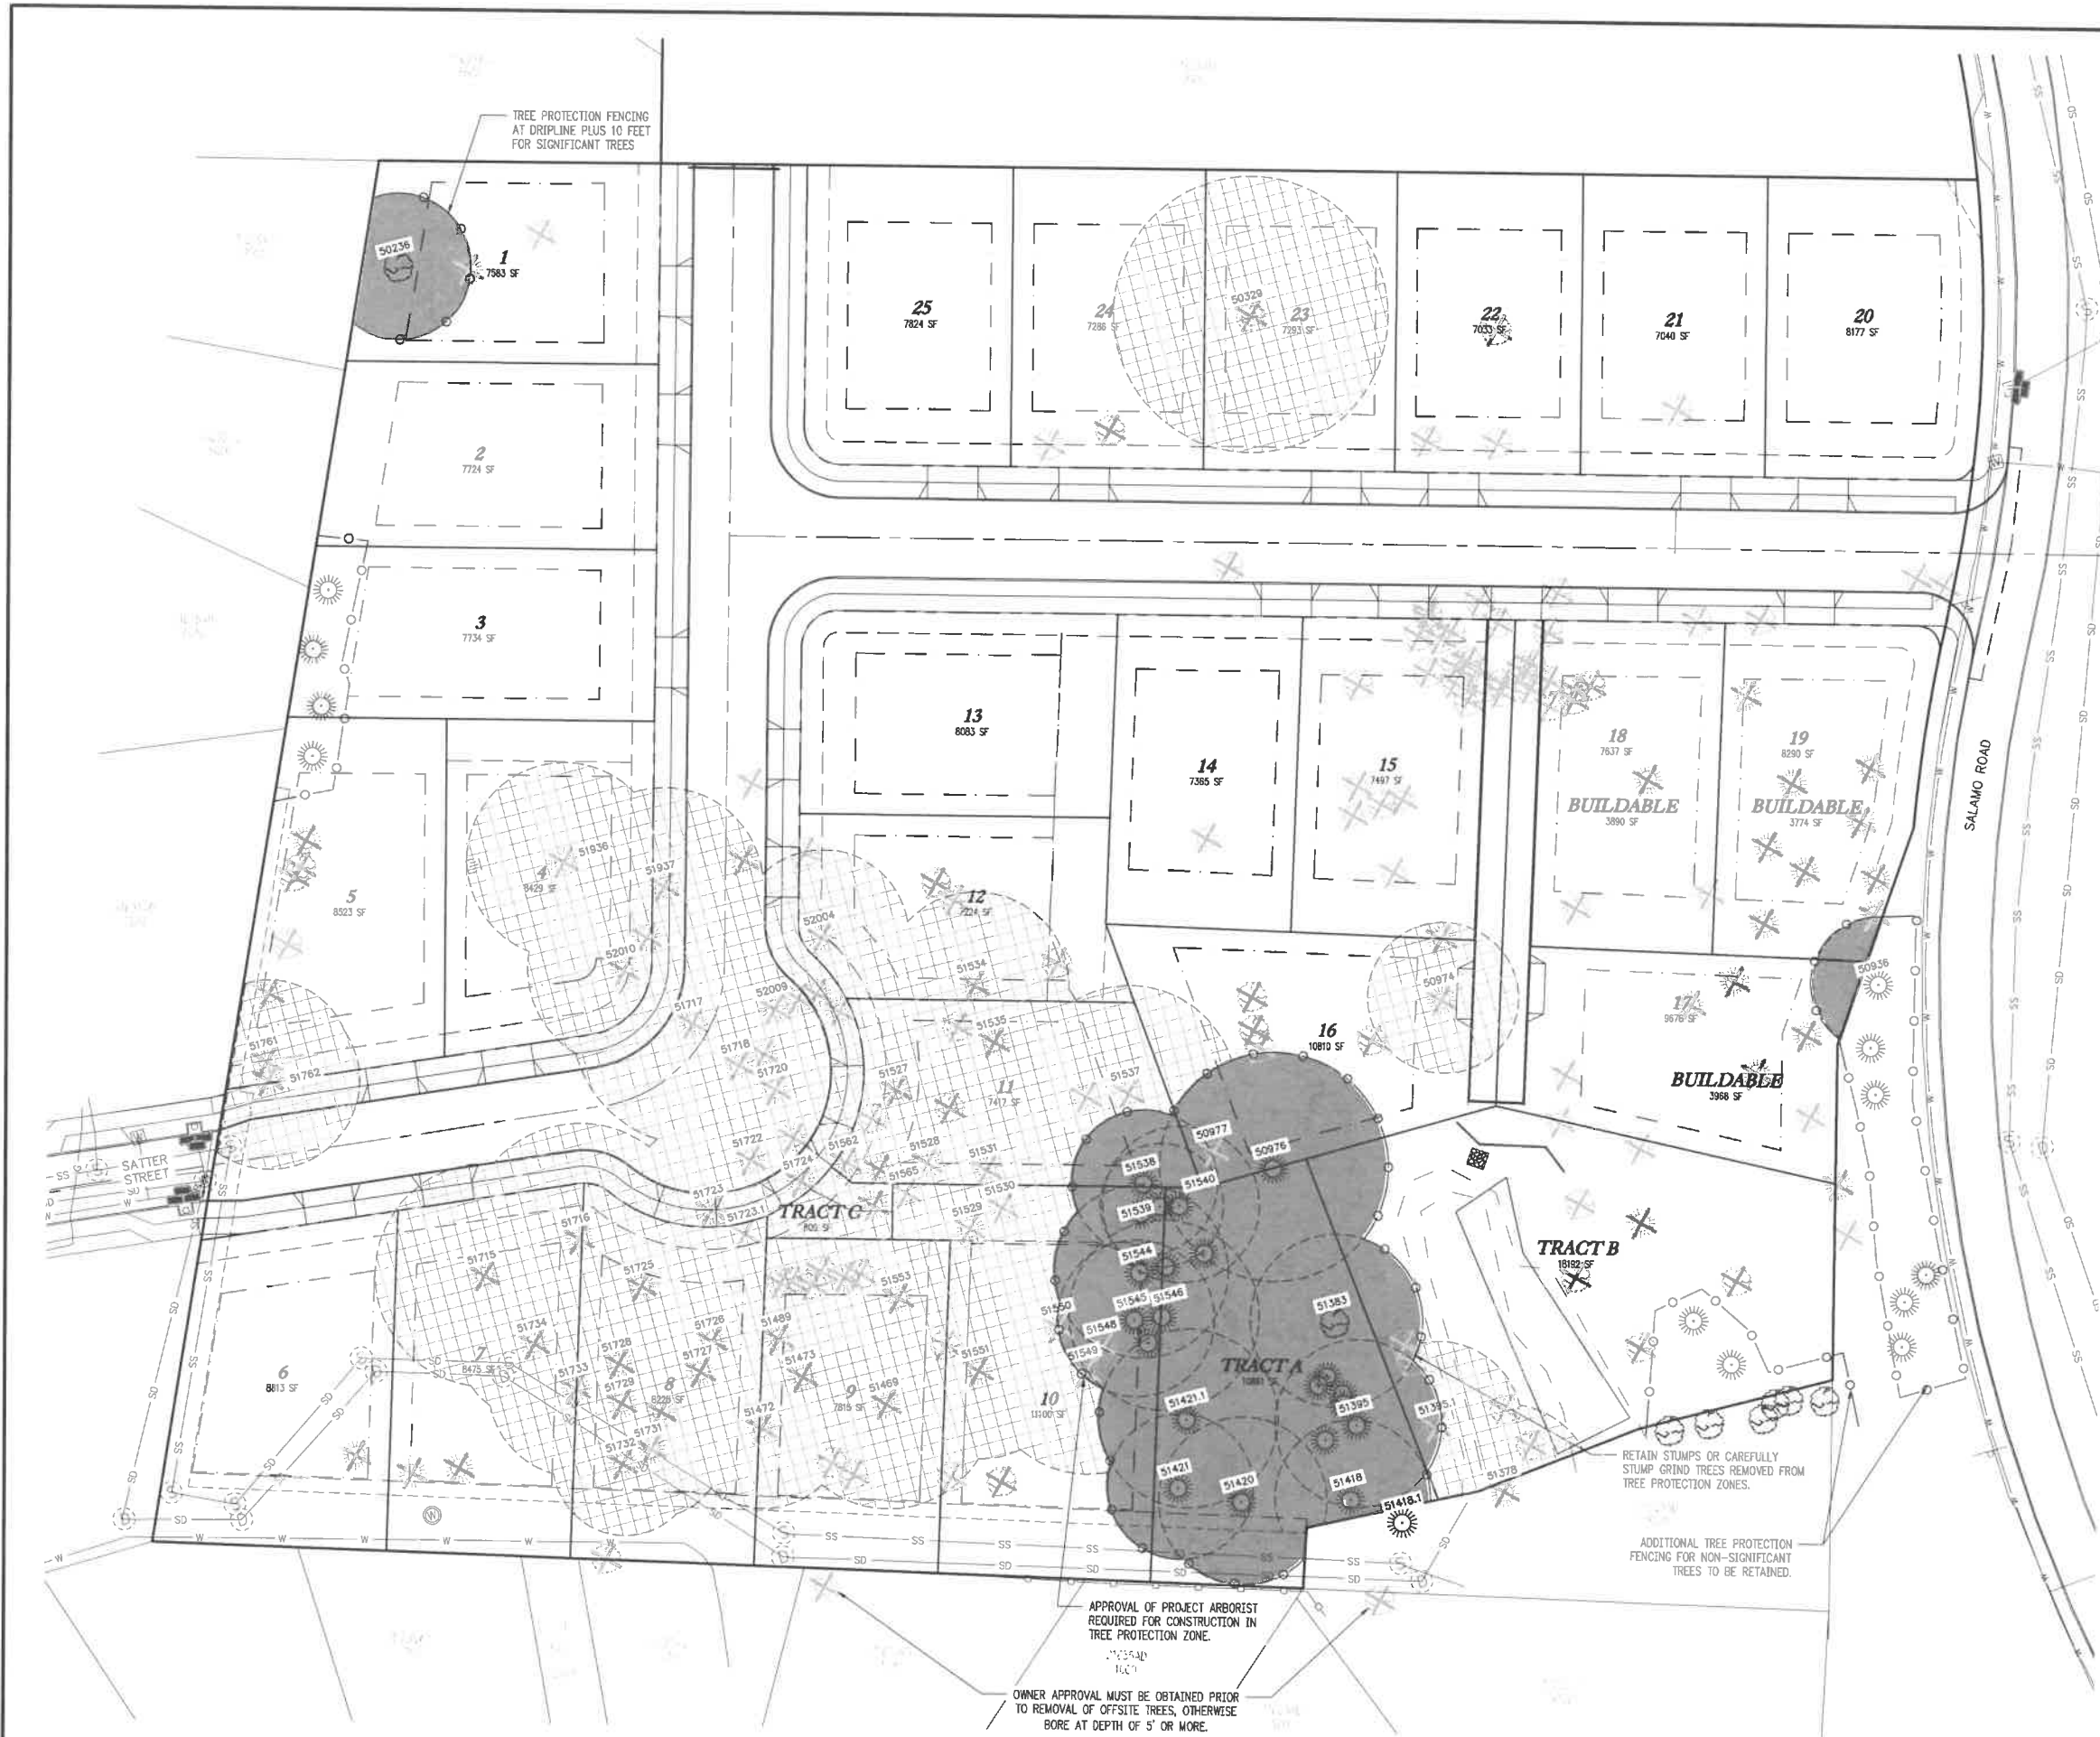 TREE PROTECTION FENCING
AT DRIPLINE PLUS 10 FEET
FOR SIGNIFICANT TREES
50236
1
7583 SF
25
7824 SF
24
50329
23
7293 SF
22
7033 SF
21
7040 SF
20
8177 SF
2
7724 SF
3
7734 SF
13
8083 SF
14
7365 SF
15
7497 SF
18
7637 SF
BUILDABLE
3890 SF
19
8290 SF
BUILDABLE
3774 SF
SALAMO ROAD
4
8429 SF
51936
51937
5
8523 SF
12
52004
52010
51534
52009
51717
50974
50936
17
9676 SF
16
10810 SF
BUILDABLE
3968 SF
51761
51762
51718
51720
51535
51527
11
7417 SF
51537
51722
51724
51562
51528
51565
51531
51530
51529
50977
50976
51538
51540
51539
SATTER
STREET
51723
51723.1
TRACT C
51716
51715
51725
51544
TRACT B
18192 SF
51553
51550
51545
51546
51548
51549
51383
51734
51726
51489
51728
51727
51733
51729
51473
51551
51469
6
8813 SF
7
8475 SF
8
8228 SF
9
7815 SF
10
11100 SF
TRACT A
51421.1
51395
51395.1
51472
51731
51732
51421
51420
51418
51418.1
51378
RETAIN STUMPS OR CAREFULLY
STUMP GRIND TREES REMOVED FROM
TREE PROTECTION ZONES.
ADDITIONAL TREE PROTECTION
FENCING FOR NON-SIGNIFICANT
TREES TO BE RETAINED.
APPROVAL OF PROJECT ARBORIST
REQUIRED FOR CONSTRUCTION IN
TREE PROTECTION ZONE.
OWNER APPROVAL MUST BE OBTAINED PRIOR
TO REMOVAL OF OFFSITE TREES, OTHERWISE
BORE AT DEPTH OF 5' OR MORE.